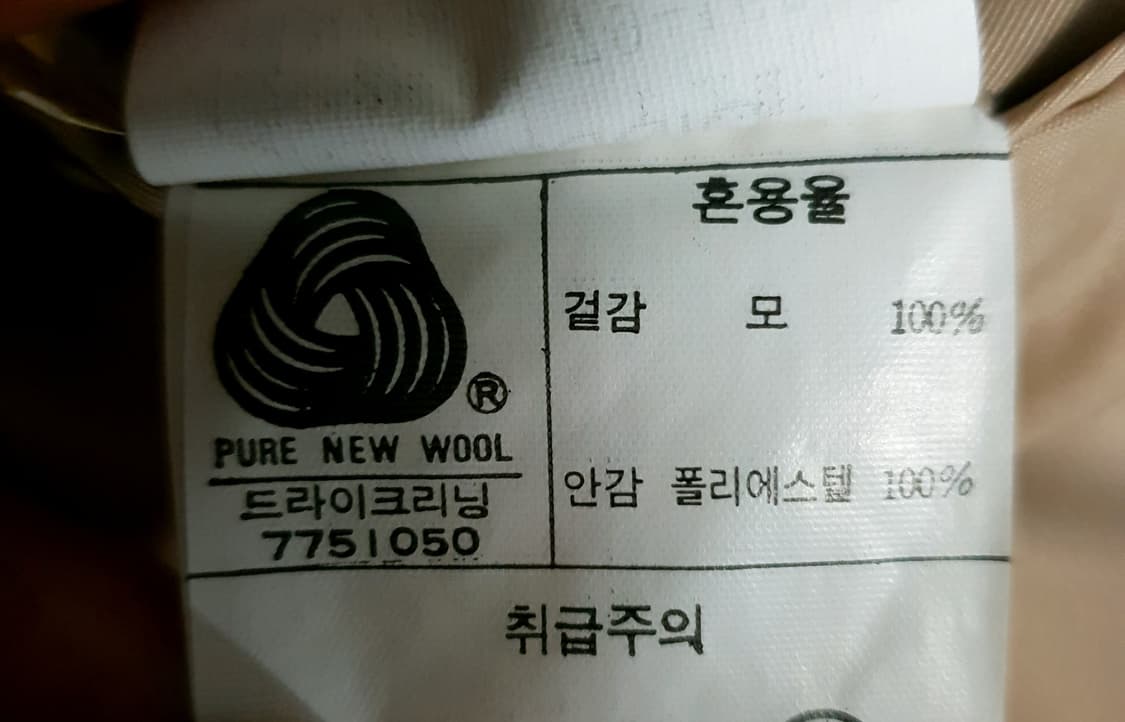 혼용율
겉감 모 100%
안감 폴리에스텔 100%
®
PURE NEW WOOL
드라이크리닝
7751050
취급주의